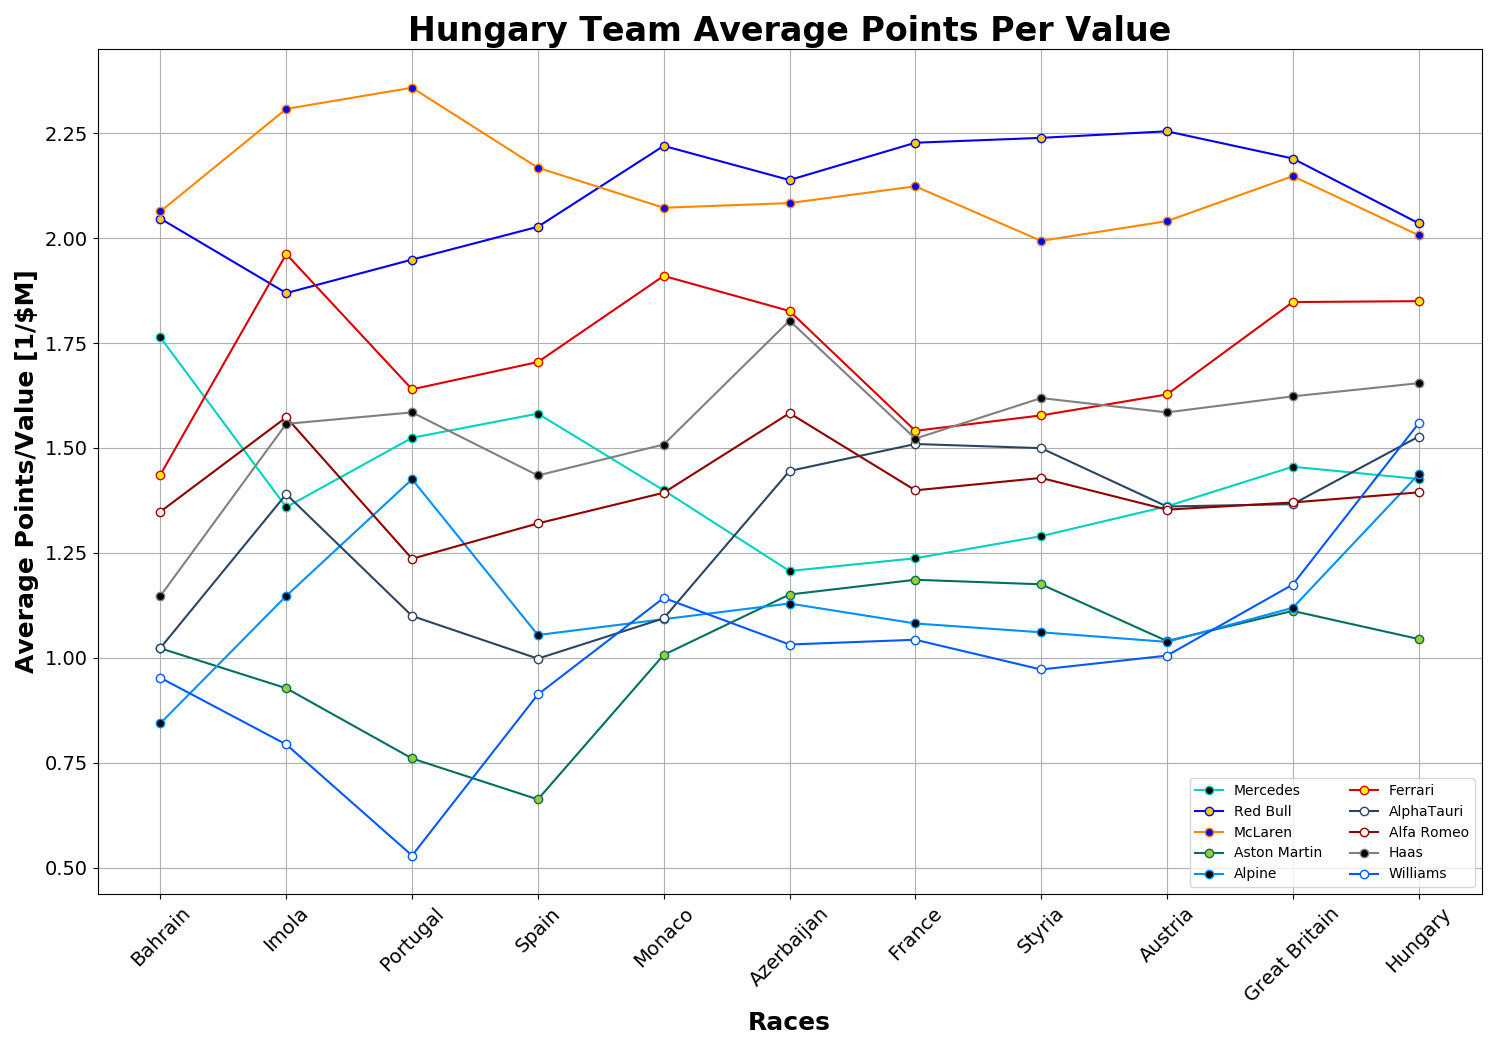 Hungary Team Average Points Per Value
Average Points/Value [1/$M]
2.25
2.00
1.75
1.50
1.25
1.00
0.75
0.50
Mercedes
Red Bull
McLaren
Aston Martin
Alpine
Ferrari
AlphaTauri
Alfa Romeo
Haas
Williams
Bahrain
Imola
Portugal
Spain
Monaco
Azerbaijan
France
Styria
Austria
Great Britain
Hungary
Races